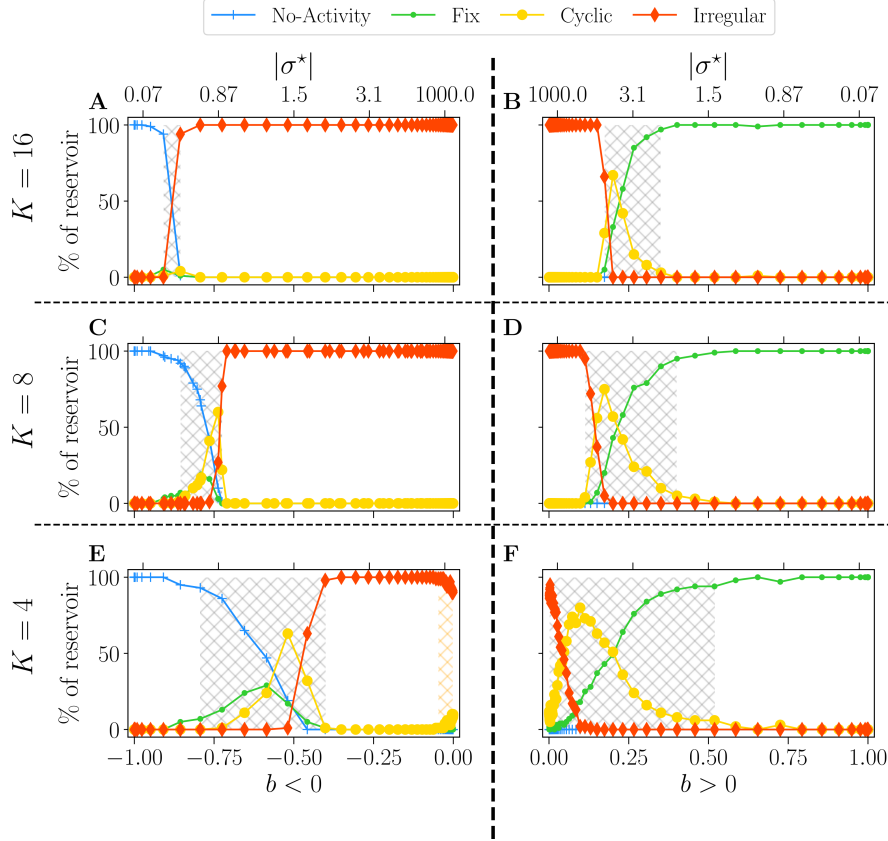 No-Activity Fix Cyclic Irregular
|σ⋆| |σ⋆|
A 0.07 0.87 1.5 3.1 1000.0
B 1000.0 3.1 1.5 0.87 0.07
K = 16
% of reservoir
100
50
0
C D
K = 8
% of reservoir
100
50
0
E F
K = 4
% of reservoir
100
50
0
−1.00 −0.75 −0.50 −0.25 0.00
0.00 0.25 0.50 0.75 1.00
b < 0 b > 0